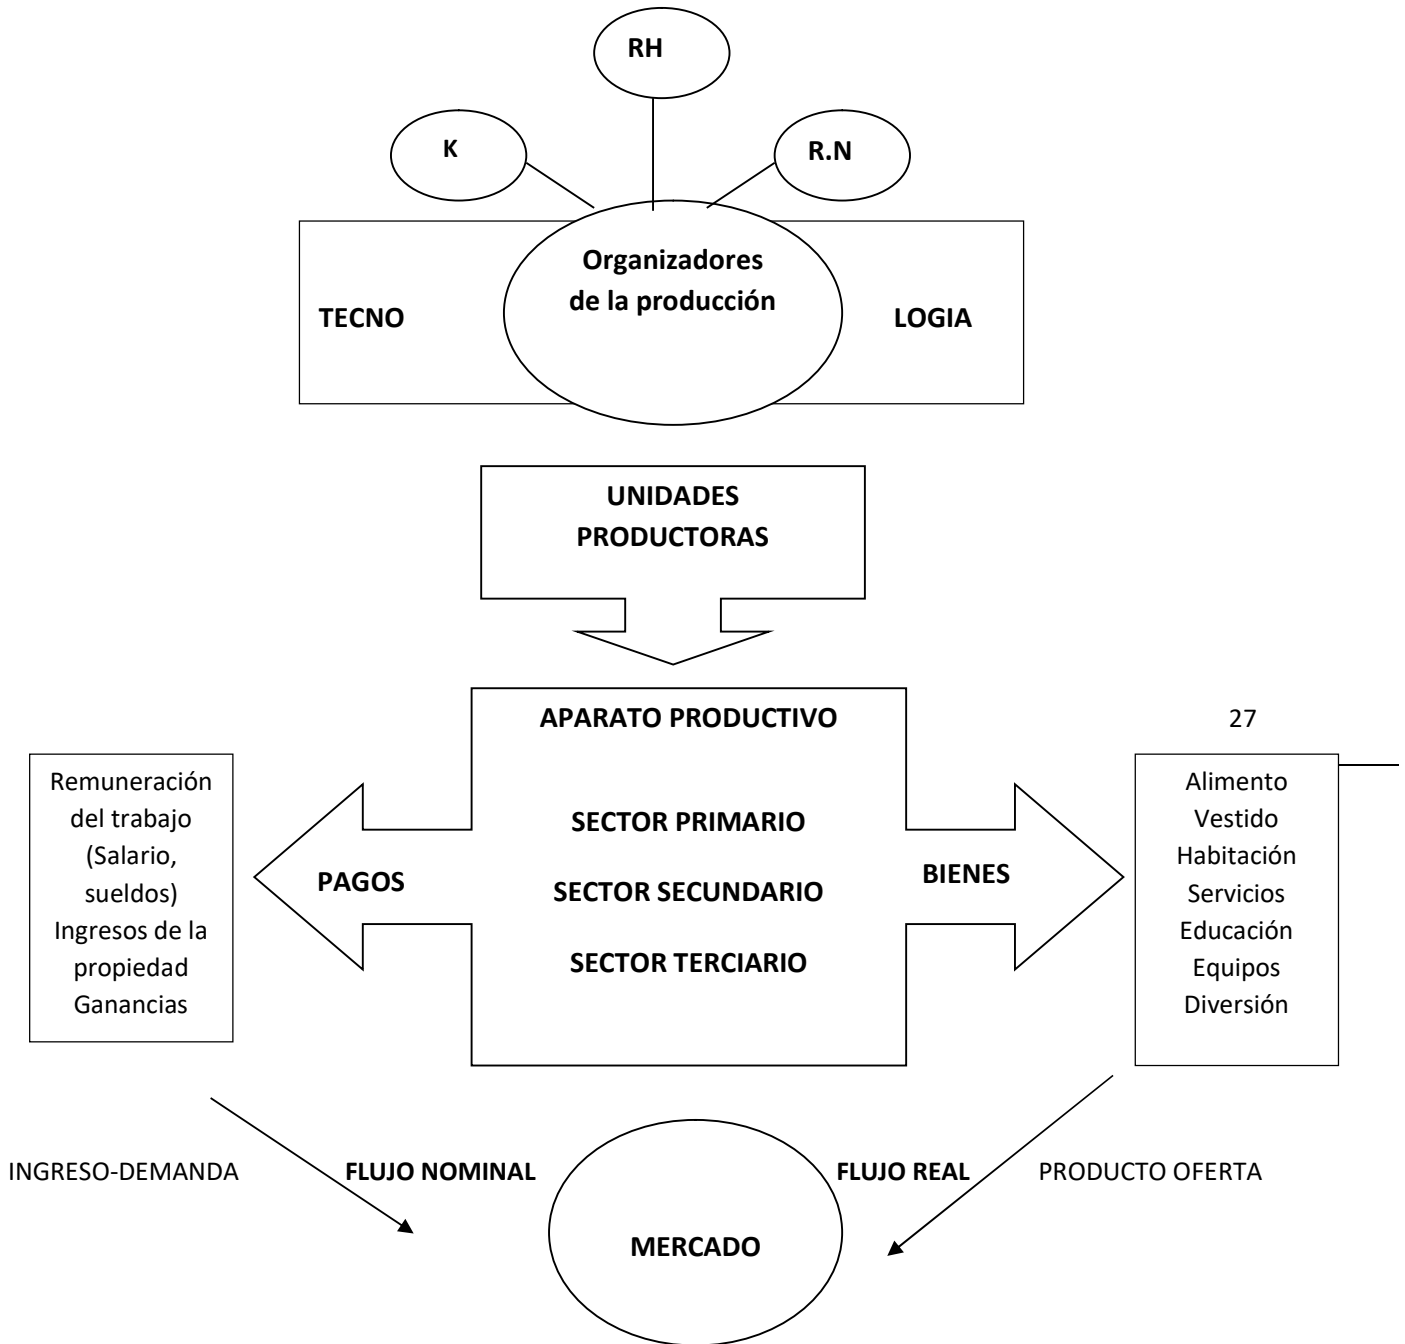 RH
K
R.N
Organizadores
de la producción
TECNO
LOGIA
UNIDADES
PRODUCTORAS
APARATO PRODUCTIVO
27
Remuneración
del trabajo
(Salario,
sueldos)
Ingresos de la
propiedad
Ganancias
PAGOS
SECTOR PRIMARIO
SECTOR SECUNDARIO
SECTOR TERCIARIO
BIENES
Alimento
Vestido
Habitación
Servicios
Educación
Equipos
Diversión
INGRESO-DEMANDA
FLUJO NOMINAL
FLUJO REAL
PRODUCTO OFERTA
MERCADO